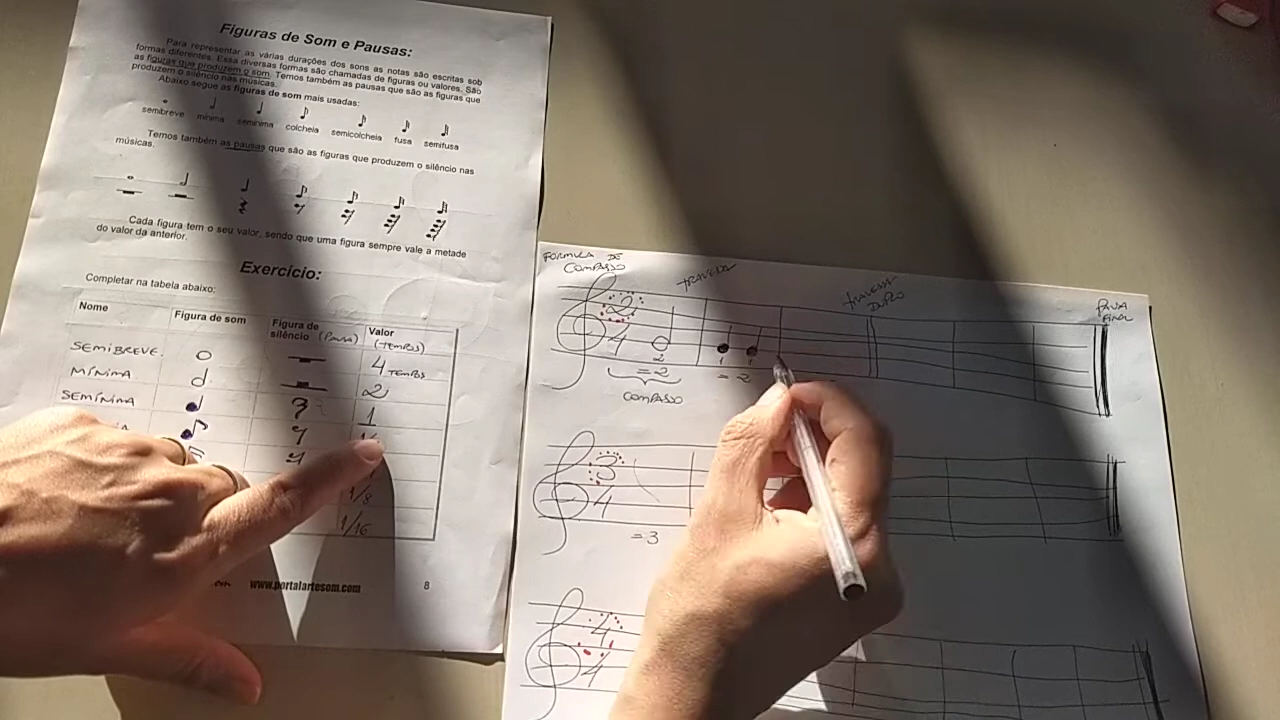 Figuras de Som e Pausas:
Para representar as várias durações dos sons as notas são escritas sob
formas diferentes. Essa diversas formas são chamadas de figuras ou valores. São
as figuras que produzem o som. Temos também as pausas que são as figuras que
produzem o silêncio nas músicas.
Abaixo segue as figuras de som mais usadas:
semibreve mínima semínima colcheia semicolcheia fusa semifusa
Temos também as pausas que são as figuras que produzem o silêncio nas
músicas.
Cada figura tem o seu valor, sendo que uma figura sempre vale a metade
do valor da anterior.
Exercício:
Completar na tabela abaixo:
Nome Figura de som Figura de silêncio (PAUSA) Valor (TEMPOS)
SEMIBREVE. 4 TEMPOS
MÍNIMA 2
SEMÍNIMA 1
1/8
1/16
www.portalartesom.com 8
FORMULA DE
COMPASSO
TRAVESSÃO
DUPLO
FINAL
2
4
2 1 1
=2 =2
COMPASSO
3
4
=3
4
4